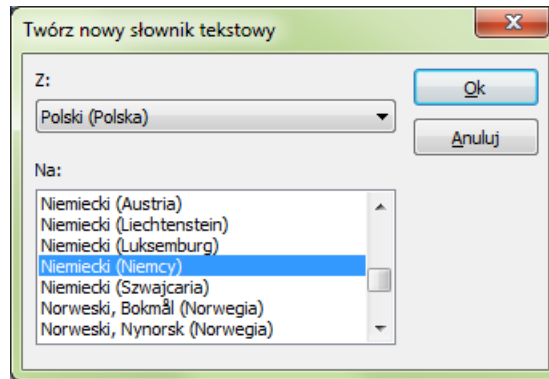 Twórz nowy słownik tekstowy
Z:
Polski (Polska)
Ok
Anuluj
Na:
Niemiecki (Austria)
Niemiecki (Liechtenstein)
Niemiecki (Luksemburg)
Niemiecki (Niemcy)
Niemiecki (Szwajcaria)
Norweski, Bokmål (Norwegia)
Norweski, Nynorsk (Norwegia)